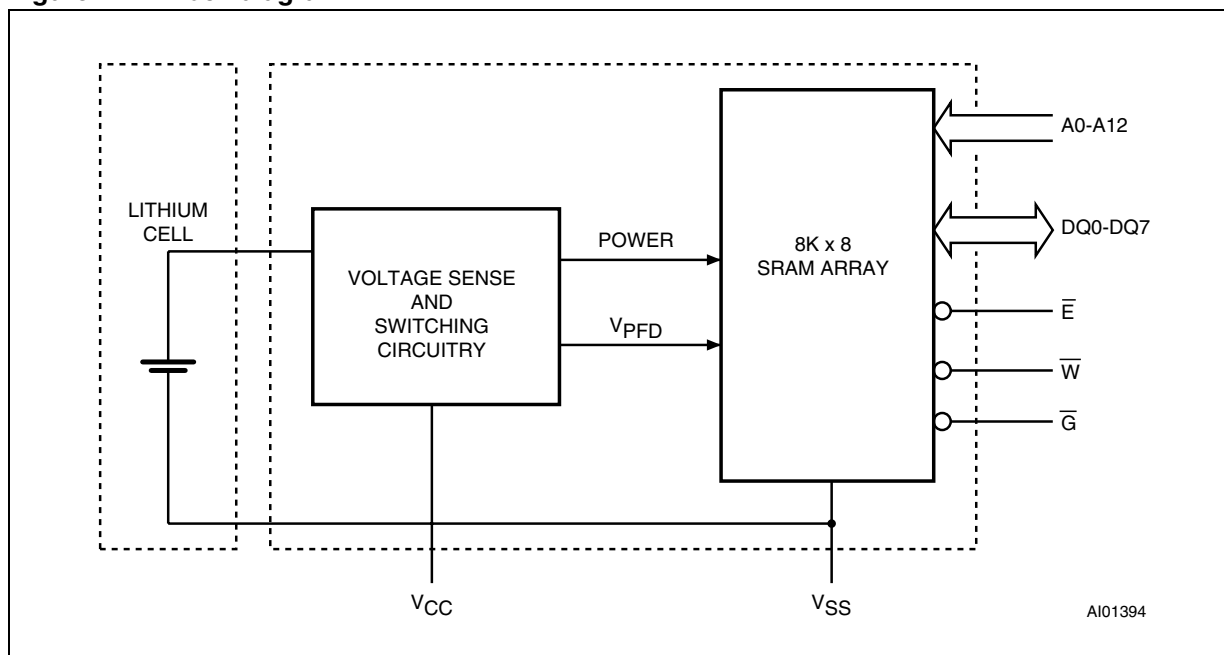 LITHIUM
CELL
VOLTAGE SENSE
AND
SWITCHING
CIRCUITRY
POWER
VPFD
8K x 8
SRAM ARRAY
A0-A12
DQ0-DQ7
E̅
W̅
G̅
VCC
VSS
AI01394